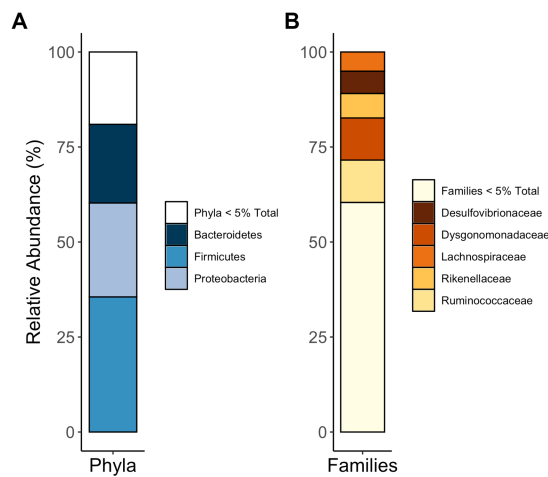 A
Relative Abundance (%)
100
75
50
25
0
Phyla
Phyla < 5% Total
Bacteroidetes
Firmicutes
Proteobacteria
B
100
75
50
25
0
Families
Families < 5% Total
Desulfovibrionaceae
Dysgonomonadaceae
Lachnospiraceae
Rikenellaceae
Ruminococcaceae